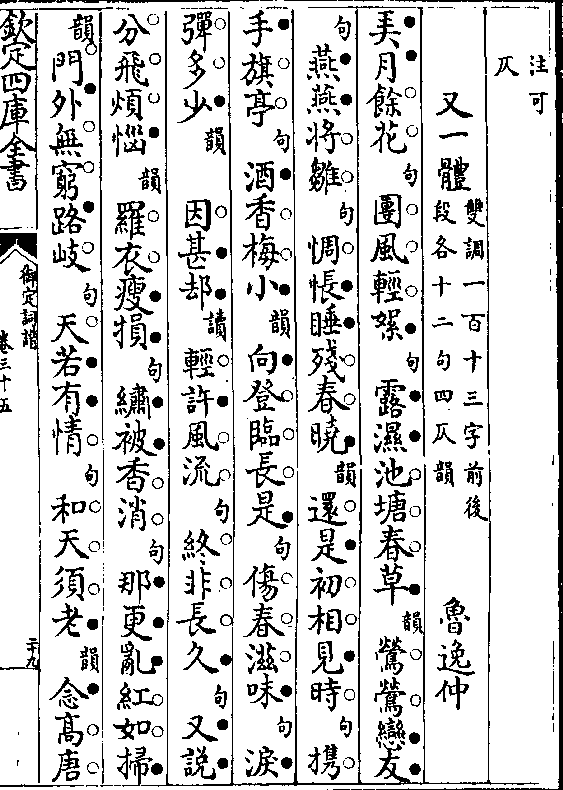 注可
仄
又一體 雙調一百十三字前後
段各十二句四仄韻 魯逸仲
弄月餘花句團風輕絮句露濕池塘春草韻鶯鶯戀友
句燕燕將雛句惆悵睡殘春曉韻還是初相見時句携
手旗亭句酒香梅小韻向登臨長是句傷春滋味句淚
彈多少韻 因甚却讀輕許風流句終非長久句又説
分飛煩惱韻羅衣瘦損句繡被香消句那更亂紅如掃
韻門外無窮路岐句天若有情句和天須老韻念高唐
欽定四庫全書
御定詞譜
卷三十五
二十九